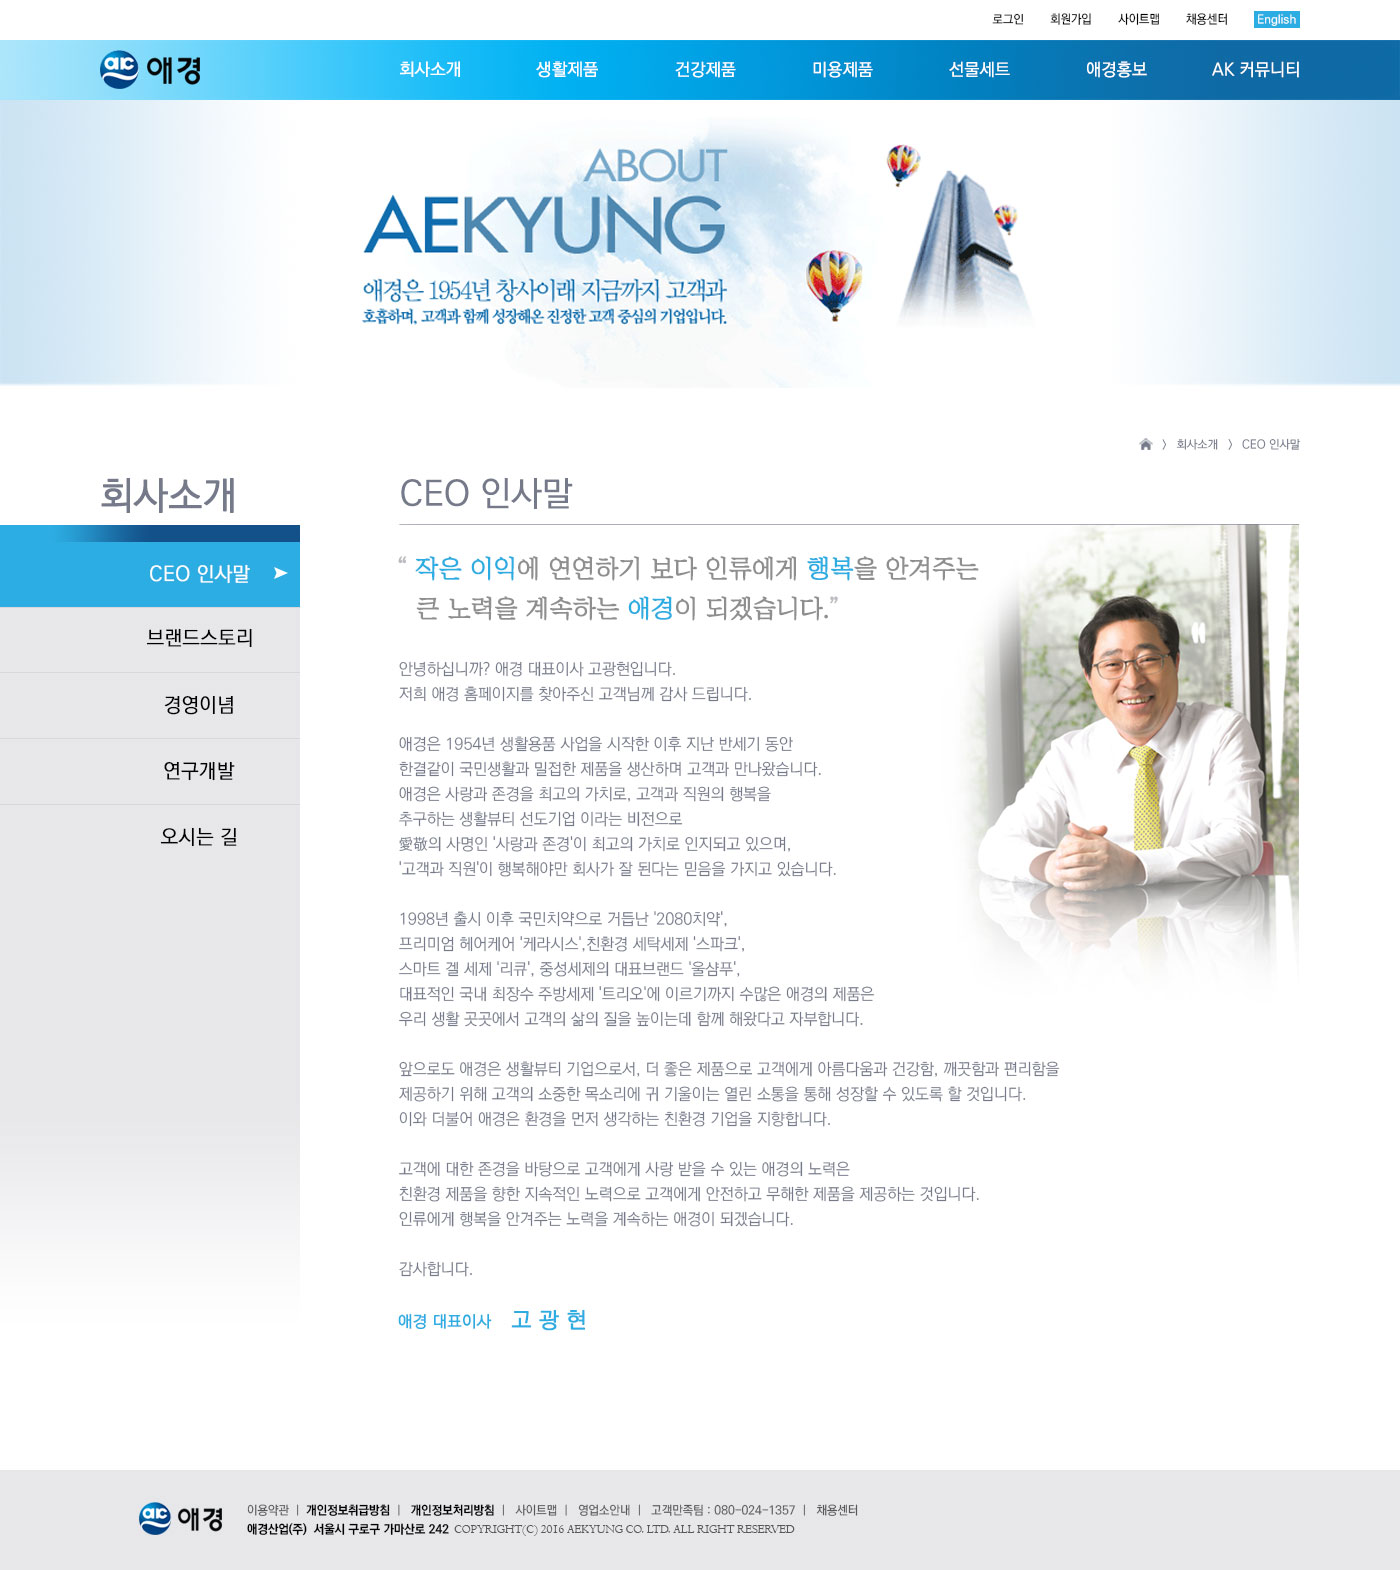 로그인 회원가입 사이트맵 채용센터 English
애경 회사소개 생활제품 건강제품 미용제품 선물세트 애경홍보 AK 커뮤니티
ABOUT
AEKYUNG
애경은 1954년 창사이래 지금까지 고객과
호흡하며, 고객과 함께 성장해온 진정한 고객 중심의 기업입니다.
회사소개 CEO 인사말
회사소개
CEO 인사말
브랜드스토리
경영이념
연구개발
오시는 길
CEO 인사말
“ 작은 이익에 연연하기 보다 인류에게 행복을 안겨주는
큰 노력을 계속하는 애경이 되겠습니다.”
안녕하십니까? 애경 대표이사 고광현입니다.
저희 애경 홈페이지를 찾아주신 고객님께 감사 드립니다.
애경은 1954년 생활용품 사업을 시작한 이후 지난 반세기 동안
한결같이 국민생활과 밀접한 제품을 생산하며 고객과 만나왔습니다.
애경은 사랑과 존경을 최고의 가치로, 고객과 직원의 행복을
추구하는 생활뷰티 선도기업 이라는 비전으로
愛敬의 사명인 '사랑과 존경'이 최고의 가치로 인지되고 있으며,
'고객과 직원'이 행복해야만 회사가 잘 된다는 믿음을 가지고 있습니다.
1998년 출시 이후 국민치약으로 거듭난 '2080치약',
프리미엄 헤어케어 '케라시스',친환경 세탁세제 '스파크',
스마트 겔 세제 '리큐', 중성세제의 대표브랜드 '울샴푸',
대표적인 국내 최장수 주방세제 '트리오'에 이르기까지 수많은 애경의 제품은
우리 생활 곳곳에서 고객의 삶의 질을 높이는데 함께 해왔다고 자부합니다.
앞으로도 애경은 생활뷰티 기업으로서, 더 좋은 제품으로 고객에게 아름다움과 건강함, 깨끗함과 편리함을
제공하기 위해 고객의 소중한 목소리에 귀 기울이는 열린 소통을 통해 성장할 수 있도록 할 것입니다.
이와 더불어 애경은 환경을 먼저 생각하는 친환경 기업을 지향합니다.
고객에 대한 존경을 바탕으로 고객에게 사랑 받을 수 있는 애경의 노력은
친환경 제품을 향한 지속적인 노력으로 고객에게 안전하고 무해한 제품을 제공하는 것입니다.
인류에게 행복을 안겨주는 노력을 계속하는 애경이 되겠습니다.
감사합니다.
애경 대표이사 고 광 현
애경
이용약관 | 개인정보취급방침 | 개인정보처리방침 | 사이트맵 | 영업소안내 | 고객만족팀 : 080-024-1357 | 채용센터
애경산업(주) 서울시 구로구 가마산로 242 COPYRIGHT(C) 2016 AEKYUNG CO. LTD. ALL RIGHT RESERVED